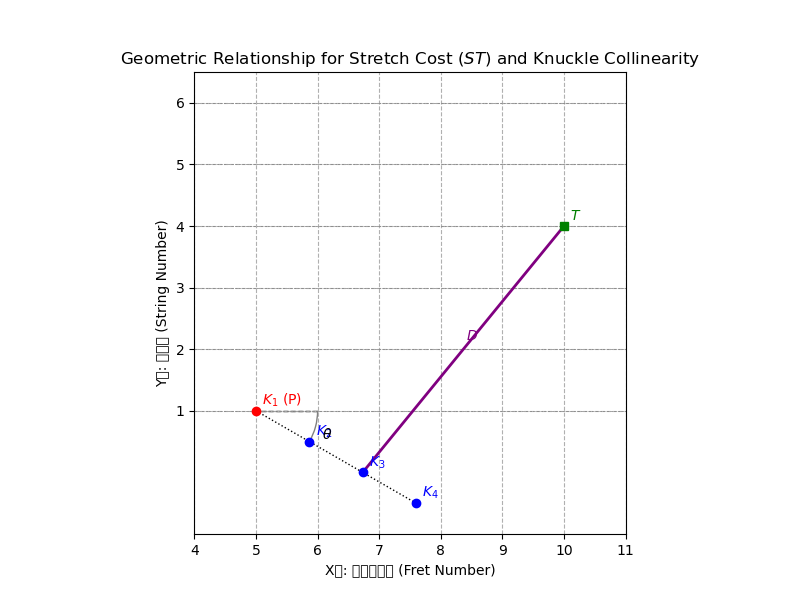 Geometric Relationship for Stretch Cost (ST) and Knuckle Collinearity
6
5
4
3
2
1
T
D
K₁ (P)
K₂
θ
K₃
K₄
4 5 6 7 8 9 10 11
X▯: ▯▯▯▯▯ (Fret Number)
Y▯: ▯▯▯ (String Number)